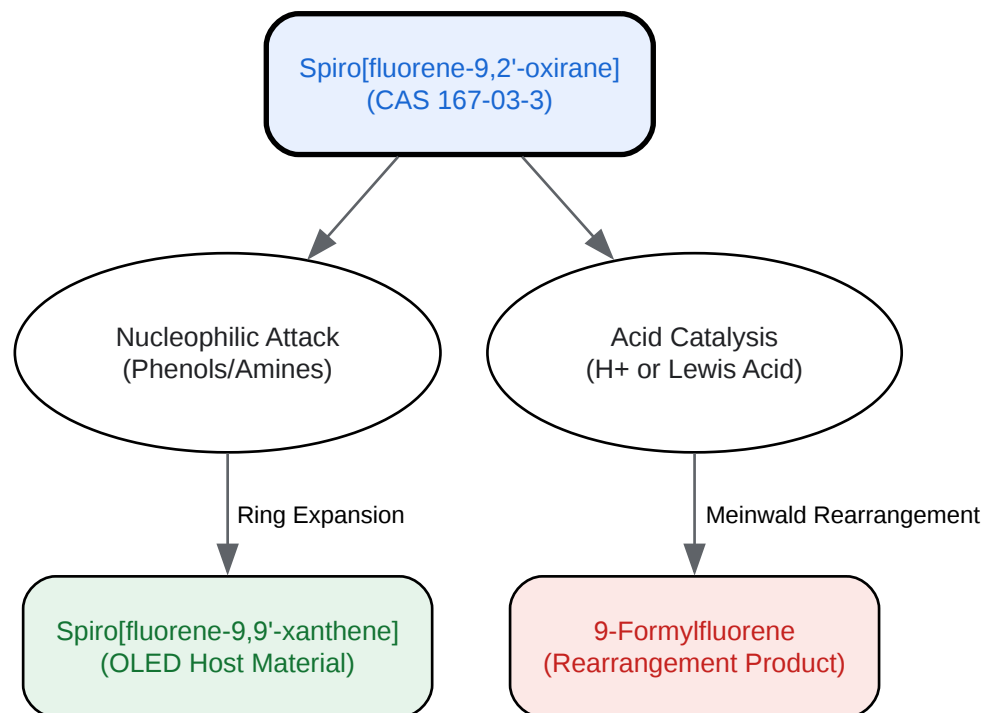 Spiro[fluorene-9,2'-oxirane]
(CAS 167-03-3)
Nucleophilic Attack
(Phenols/Amines)
Acid Catalysis
(H+ or Lewis Acid)
Ring Expansion
Meinwald Rearrangement
Spiro[fluorene-9,9'-xanthene]
(OLED Host Material)
9-Formylfluorene
(Rearrangement Product)